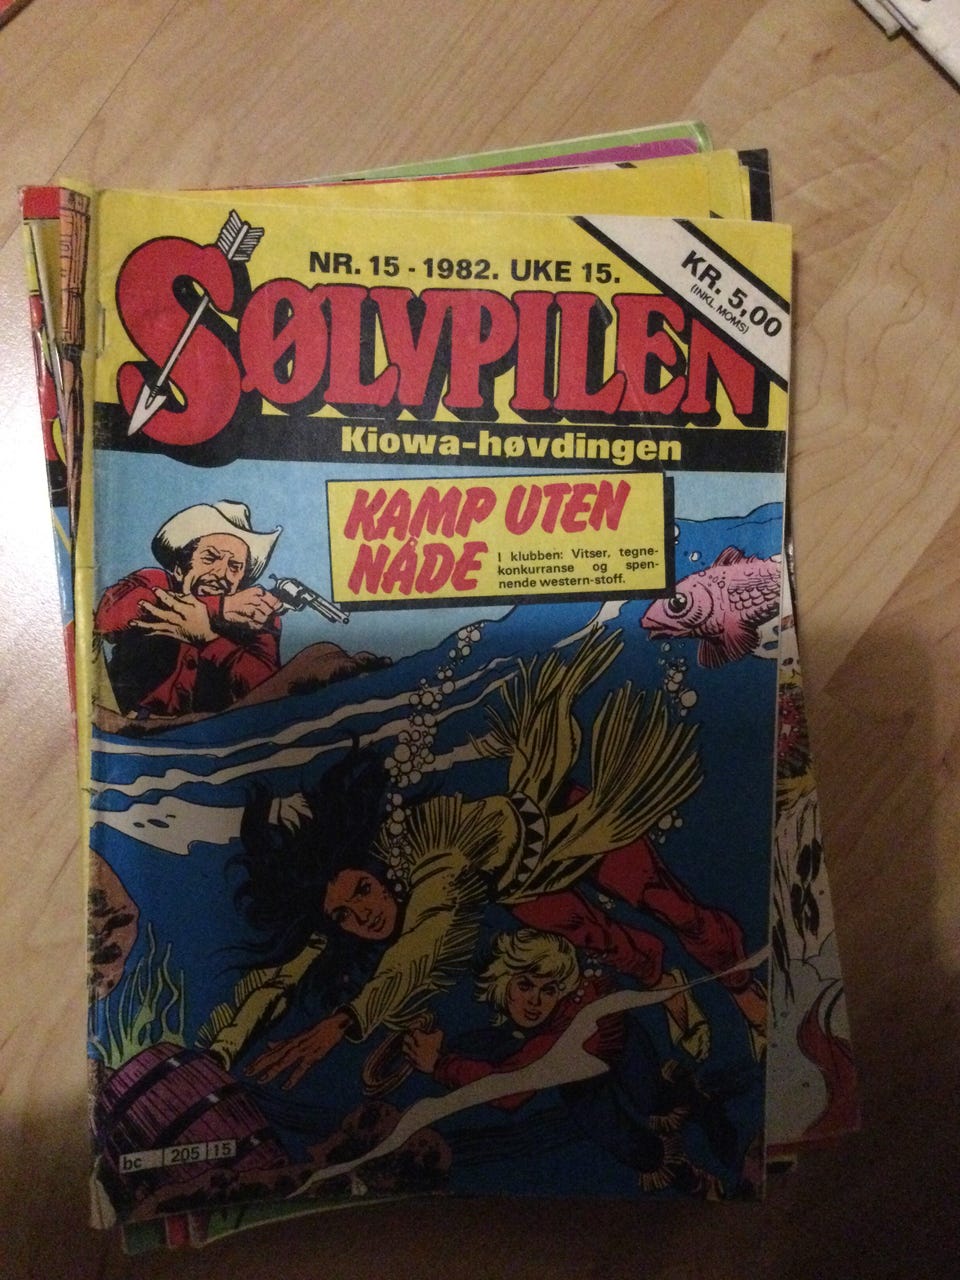 NR. 15 - 1982. UKE 15.
KR. 5,00
(INKL. MOMS)
SØLVPILEN
Kiowa-høvdingen
KAMP UTEN
NÅDE
I klubben: Vitser, tegne-
konkurranse og spen-
nende western-stoff.
bc 205 15